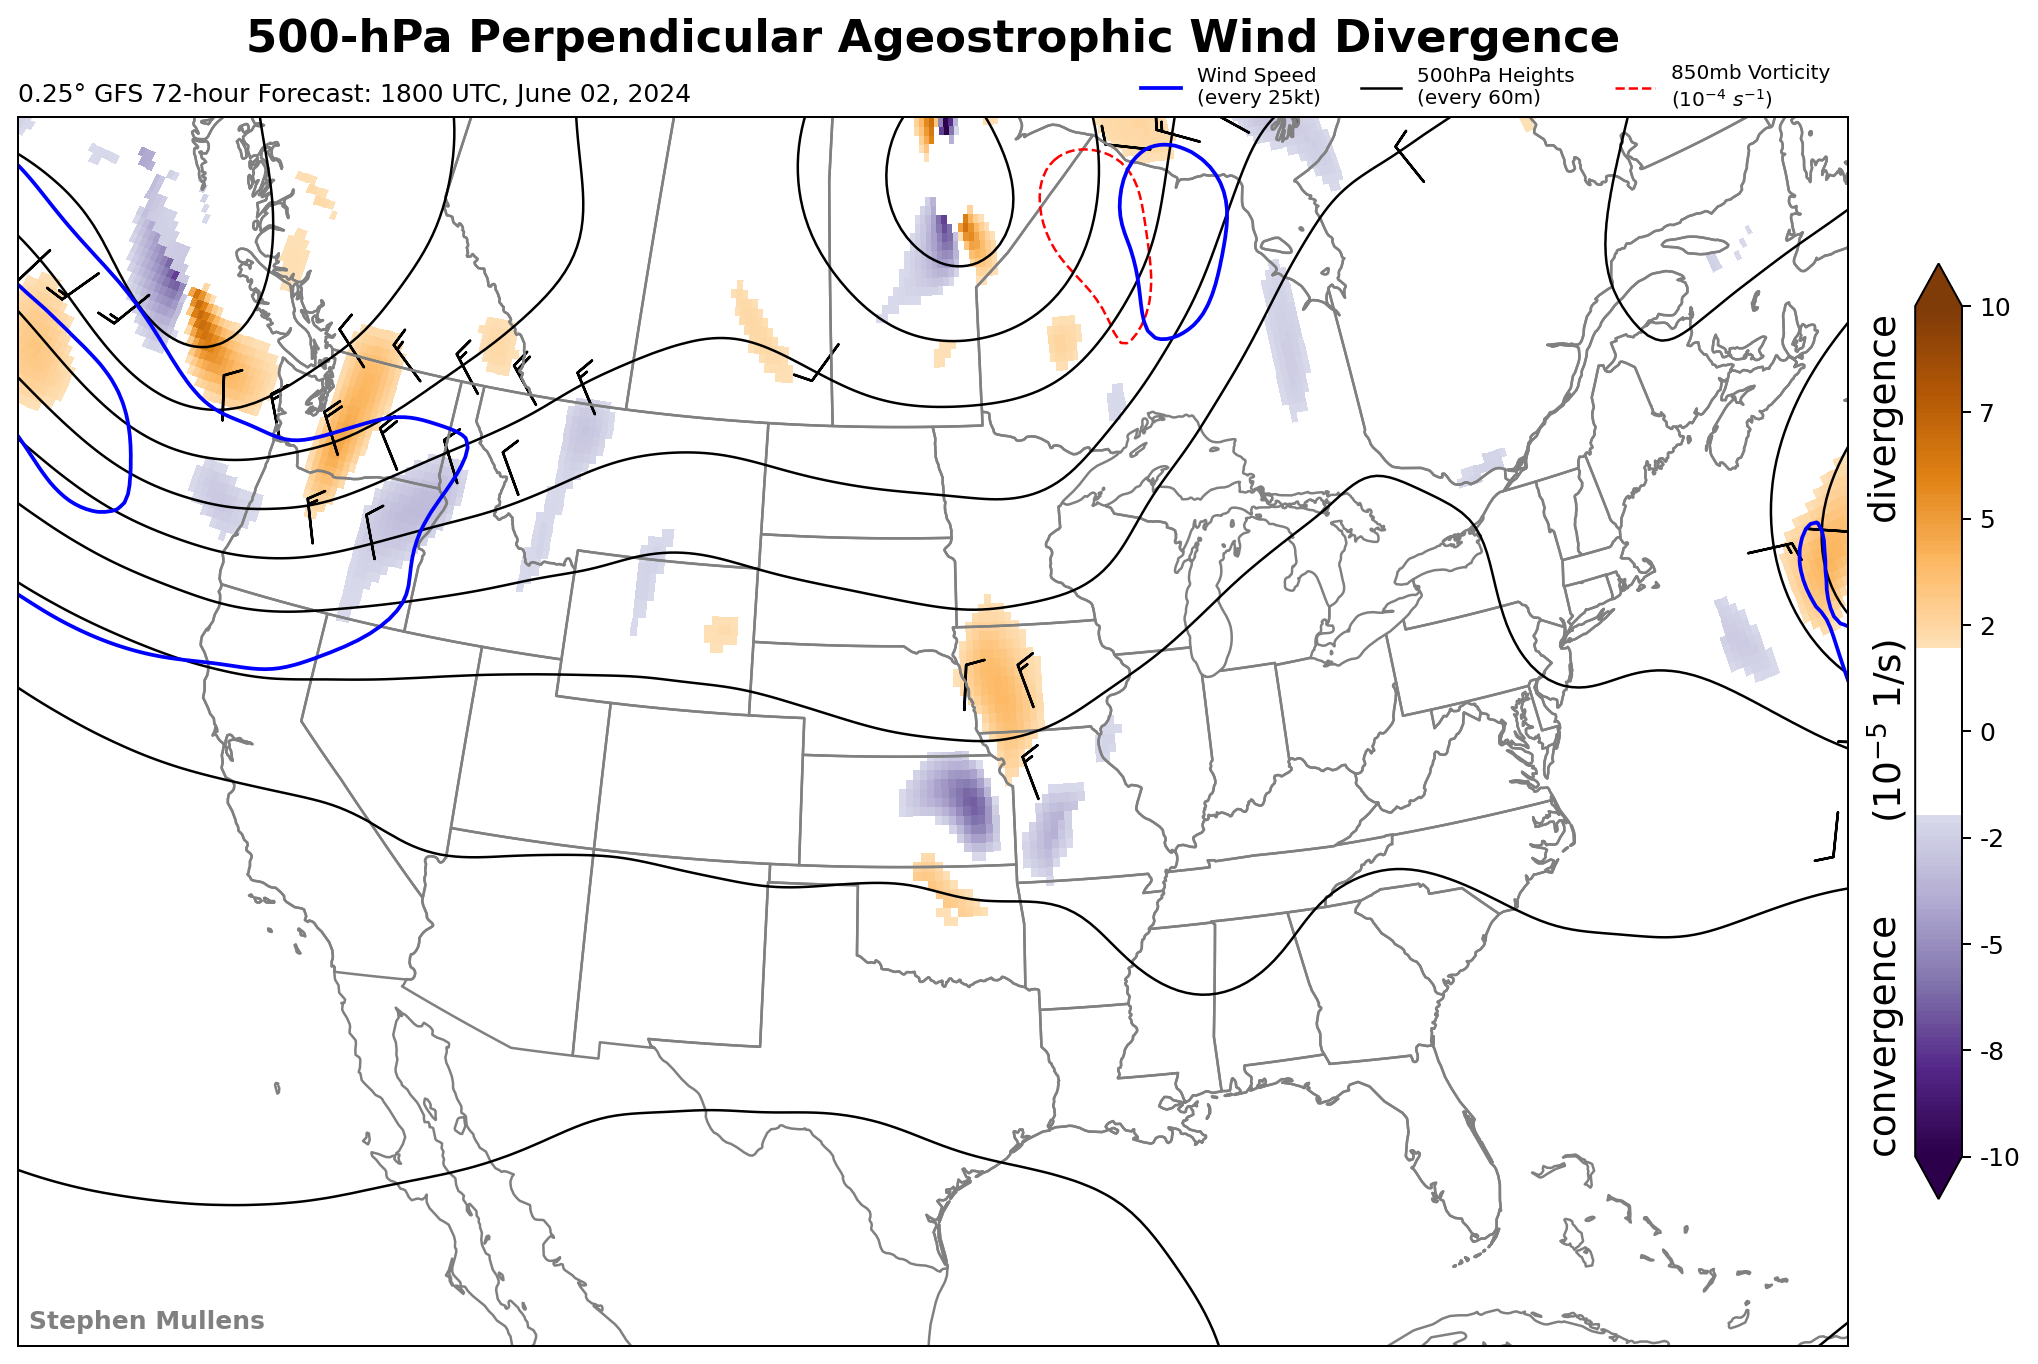 500-hPa Perpendicular Ageostrophic Wind Divergence
0.25° GFS 72-hour Forecast: 1800 UTC, June 02, 2024
Wind Speed
(every 25kt)
500hPa Heights
(every 60m)
850mb Vorticity
(10⁻⁴ s⁻¹)
10
7
5
2
0
-2
-5
-8
-10
convergence (10⁻⁵ 1/s) divergence
Stephen Mullens